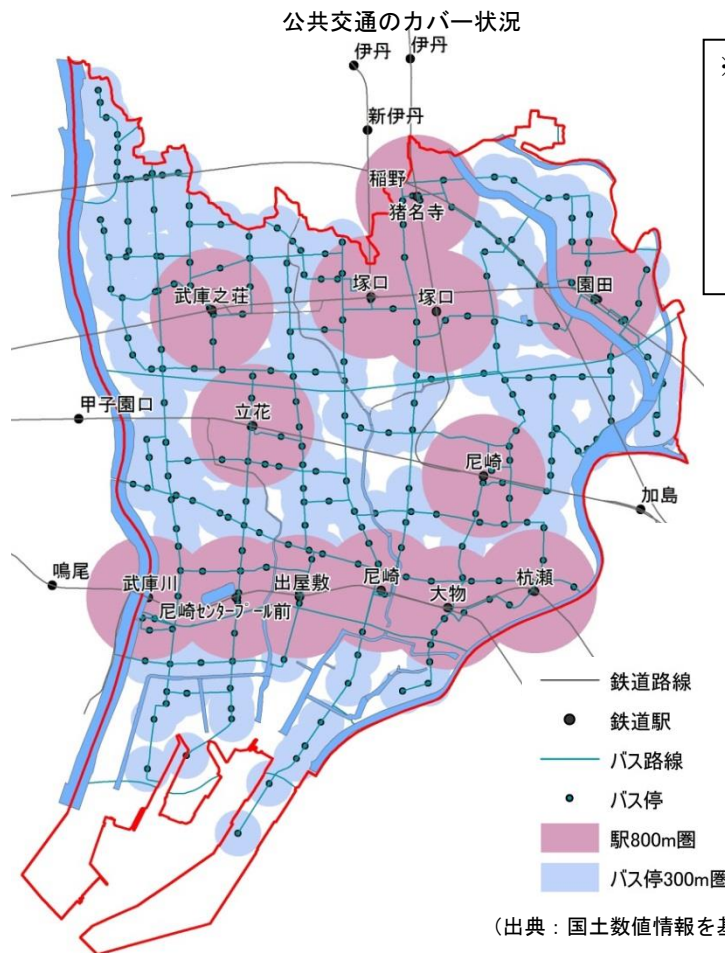 公共交通のカバー状況
伊丹
伊丹
※
新伊丹
稲野
猪名寺
塚口
塚口
園田
武庫之荘
甲子園口
立花
尼崎
加島
鳴尾
武庫川
尼崎センタープール前
出屋敷
尼崎
大物
杭瀬
鉄道路線
鉄道駅
バス路線
バス停
駅800m圏
バス停300m圏
(出典：国土数値情報を基